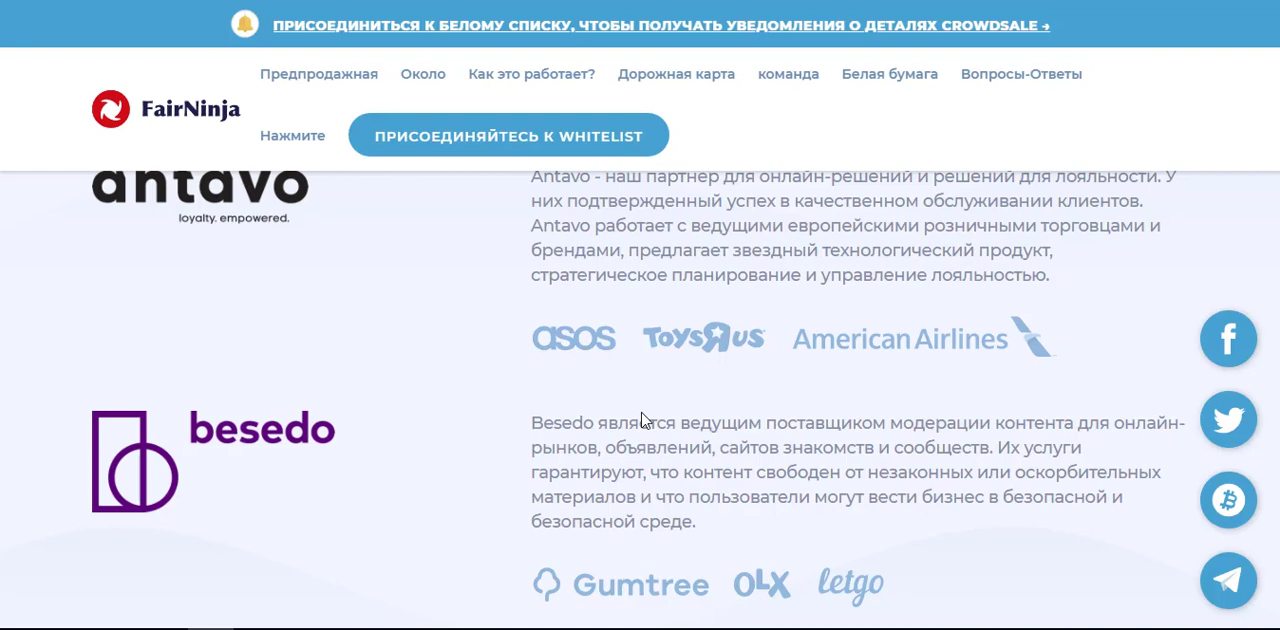 ПРИСОЕДИНИТЬСЯ К БЕЛОМУ СПИСКУ, ЧТОБЫ ПОЛУЧАТЬ УВЕДОМЛЕНИЯ О ДЕТАЛЯХ CROWDSALE →
FairNinja
Предпродажная Около Как это работает? Дорожная карта команда Белая бумага Вопросы-Ответы
Нажмите ПРИСОЕДИНЯЙТЕСЬ К WHITELIST
antavo
loyalty. empowered.
Antavo - наш партнер для онлайн-решений и решений для лояльности. У
них подтвержденный успех в качественном обслуживании клиентов.
Antavo работает с ведущими европейскими розничными торговцами и
брендами, предлагает звездный технологический продукт,
стратегическое планирование и управление лояльностью.
asos ToysЯus American Airlines
besedo
Besedo является ведущим поставщиком модерации контента для онлайн-
рынков, объявлений, сайтов знакомств и сообществ. Их услуги
гарантируют, что контент свободен от незаконных или оскорбительных
материалов и что пользователи могут вести бизнес в безопасной и
безопасной среде.
Gumtree OLX letgo